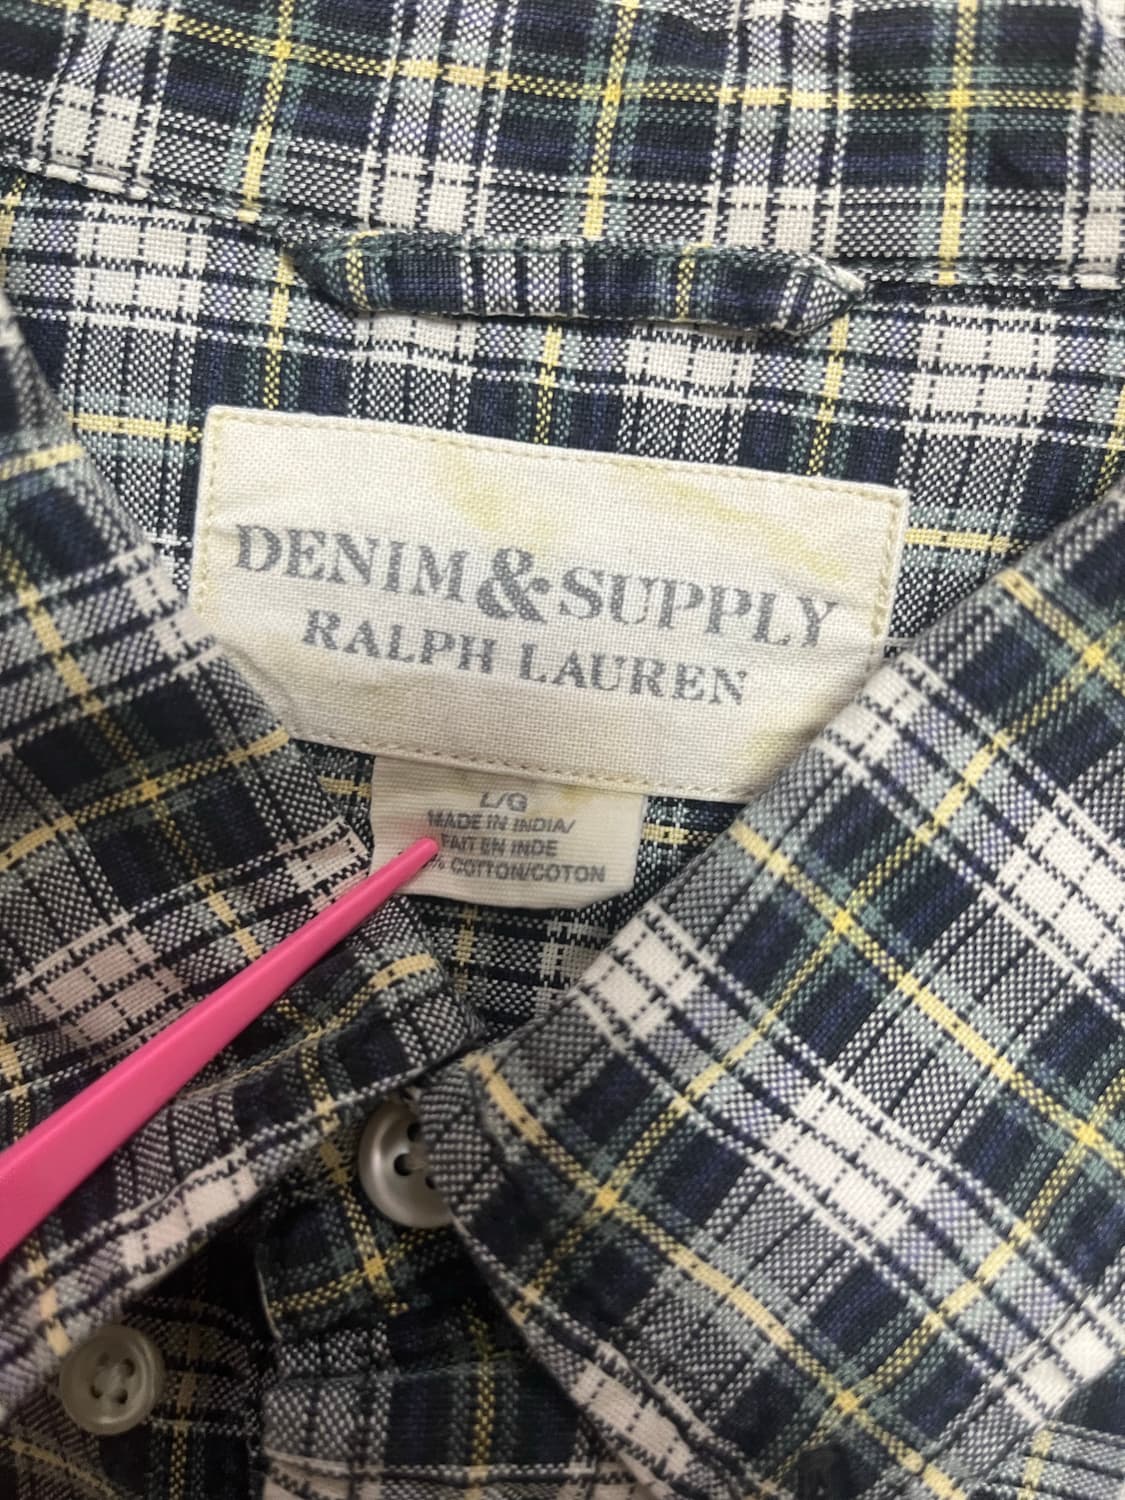 DENIM & SUPPLY
RALPH LAUREN
L/G
MADE IN INDIA/
FAIT EN INDE
% COTTON/COTON